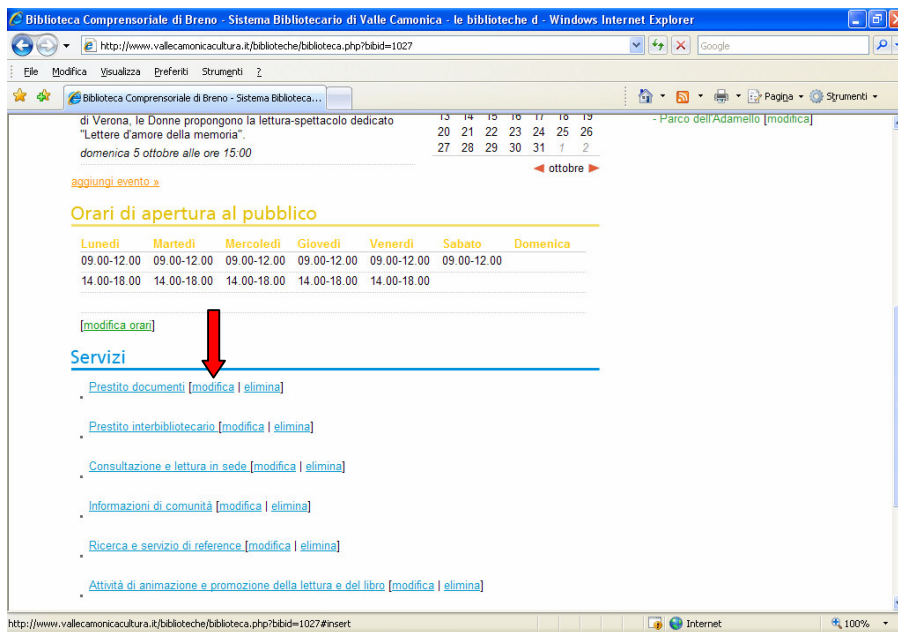 Biblioteca Comprensoriale di Breno - Sistema Bibliotecario di Valle Camonica - le biblioteche d - Windows Internet Explorer
http://www.vallecamonicacultura.it/biblioteche/biblioteca.php?bibid=1027
Google
File Modifica Visualizza Preferiti Strumenti ?
Biblioteca Comprensoriale di Breno - Sistema Biblioteca...
Pagina Strumenti
di Verona, le Donne propongono la lettura-spettacolo dedicato
"Lettere d'amore della memoria".
domenica 5 ottobre alle ore 15:00
13 14 15 16 17 18 19
20 21 22 23 24 25 26
27 28 29 30 31 1 2
ottobre
- Parco dell'Adamello [modifica]
aggiungi evento »
Orari di apertura al pubblico
Lunedì Martedì Mercoledì Giovedì Venerdì Sabato Domenica
09.00-12.00 09.00-12.00 09.00-12.00 09.00-12.00 09.00-12.00 09.00-12.00
14.00-18.00 14.00-18.00 14.00-18.00 14.00-18.00 14.00-18.00
[modifica orari]
Servizi
Prestito documenti [modifica | elimina]
Prestito interbibliotecario [modifica | elimina]
Consultazione e lettura in sede [modifica | elimina]
Informazioni di comunità [modifica | elimina]
Ricerca e servizio di reference [modifica | elimina]
Attività di animazione e promozione della lettura e del libro [modifica | elimina]
http://www.vallecamonicacultura.it/biblioteche/biblioteca.php?bibid=1027#insert
Internet
100%